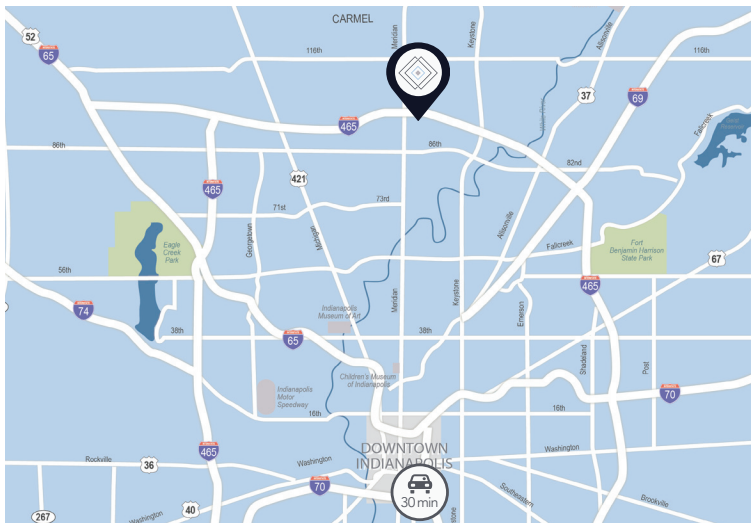 CARMEL
52
65
116th
116th
Meridian
Keystone
Allisonville
37
69
465
86th
86th
82nd
Fallcreek
465
421
71st
73rd
Michigan
Georgetown
Allisonville
Eagle
Creek
Park
Fallcreek
Fort
Benjamin Harrison
State Park
67
56th
465
74
Indianapolis
Museum of Art
Meridian
Keystone
Emerson
38th
38th
65
Shadeland
Post
Children's Museum
of Indianapolis
Indianapolis
Motor
Speedway
70
16th
16th
DOWNTOWN
INDIANAPOLIS
Washington
465
Rockville
36
Washington
70
30 min
Southeastern
Brookville
40
Washington
Keystone
267